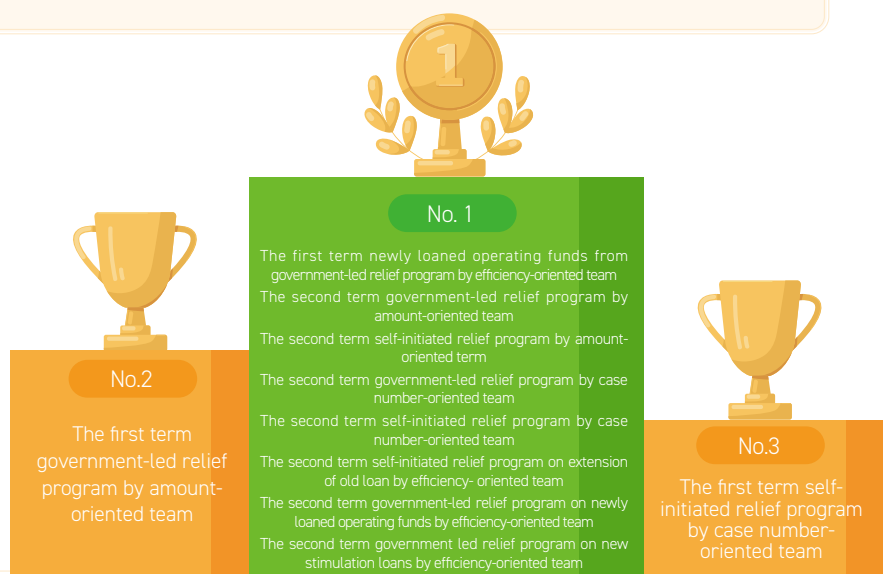 1
No. 1
The first term newly loaned operating funds from
government-led relief program by efficiency-oriented team
The second term government-led relief program by
amount-oriented team
The second term self-initiated relief program by amount-
oriented term
The second term government-led relief program by case
number-oriented team
The second term self-initiated relief program by case
number-oriented team
The second term self-initiated relief program on extension
of old loan by efficiency- oriented team
The second term government-led relief program on newly
loaned operating funds by efficiency-oriented team
The second term government led relief program on new
stimulation loans by efficiency-oriented team
No.2
The first term
government-led relief
program by amount-
oriented team
No.3
The first term self-
initiated relief program
by case number-
oriented team